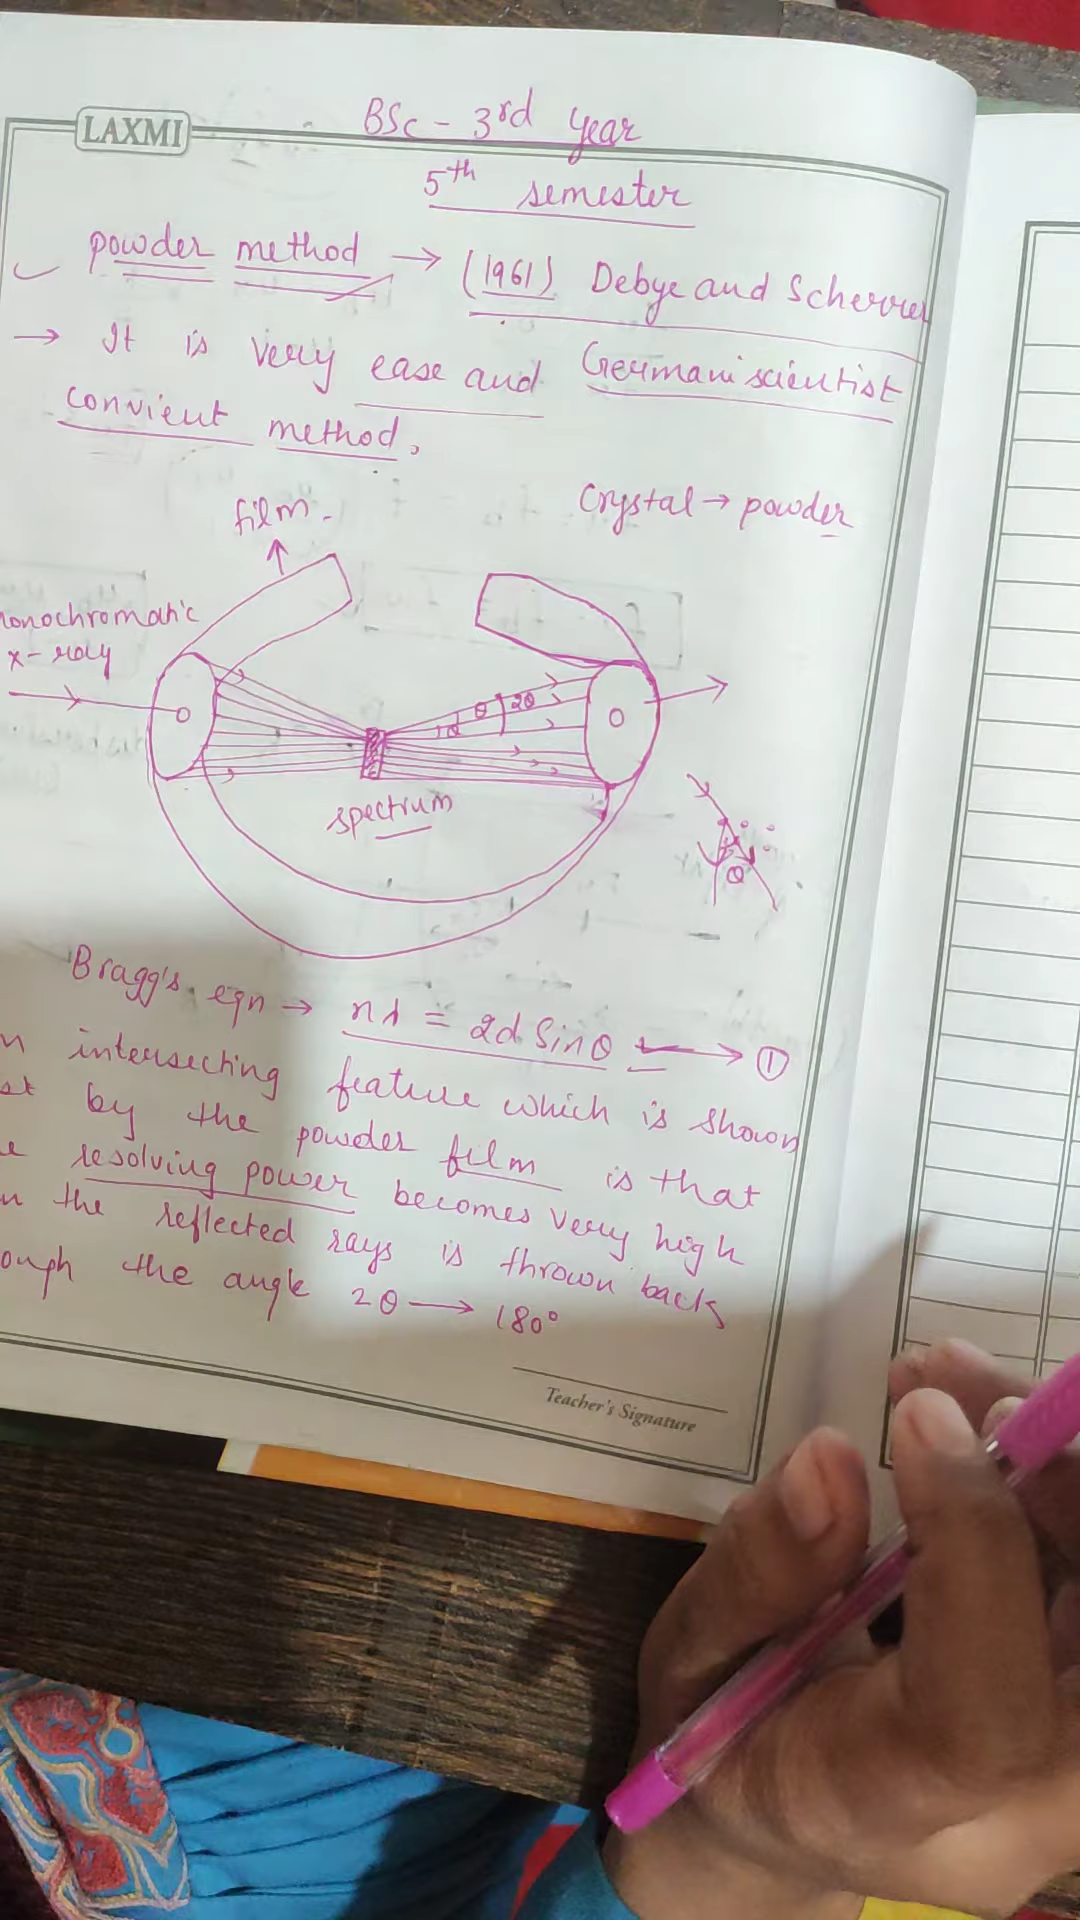 LAXMI
BSc - 3rd year
5th semester
powder method → (1961) Debye and Scherrer
→ It is very ease and Germani scientist
convient method.
Crystal → powder
film.
monochromatic
x-ray
θ 2θ
θ
O O
spectrum
θ
Bragg's eqn → nλ = 2d Sinθ → ①
intersecting feature which is shown
by the powder film is that
resolving power becomes very high
the reflected rays is thrown back
the angle 2θ → 180°
Teacher's Signature